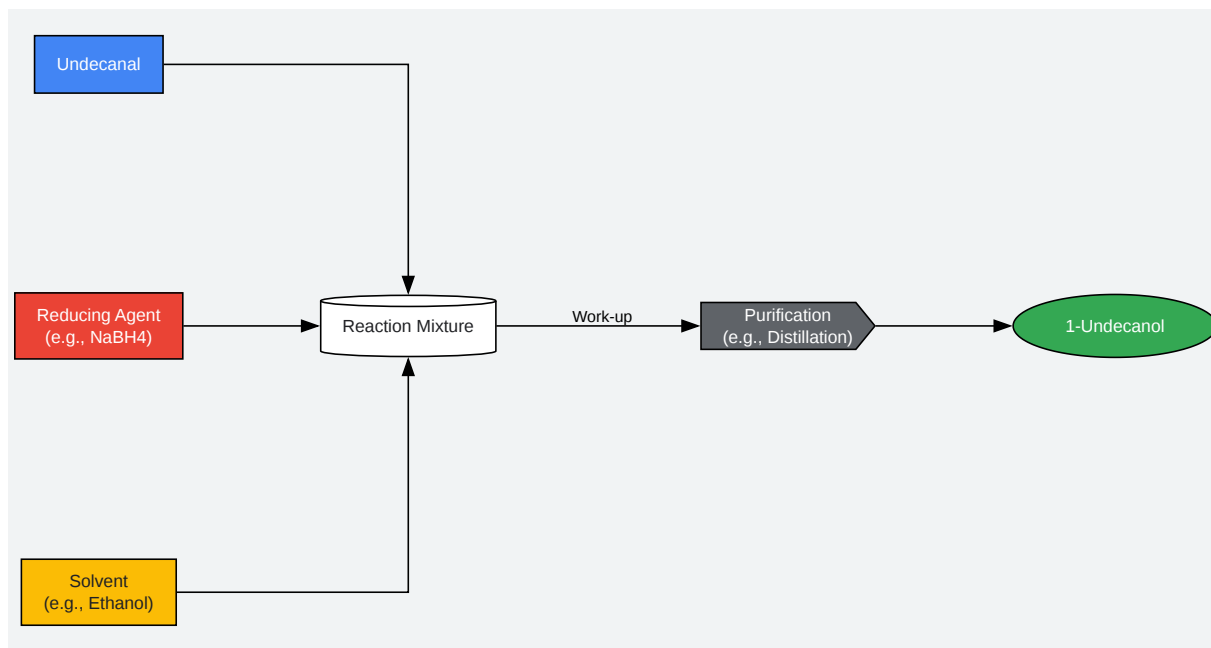 Undecanal
Reducing Agent
(e.g., NaBH4)
Reaction Mixture
Work-up
Purification
(e.g., Distillation)
1-Undecanol
Solvent
(e.g., Ethanol)